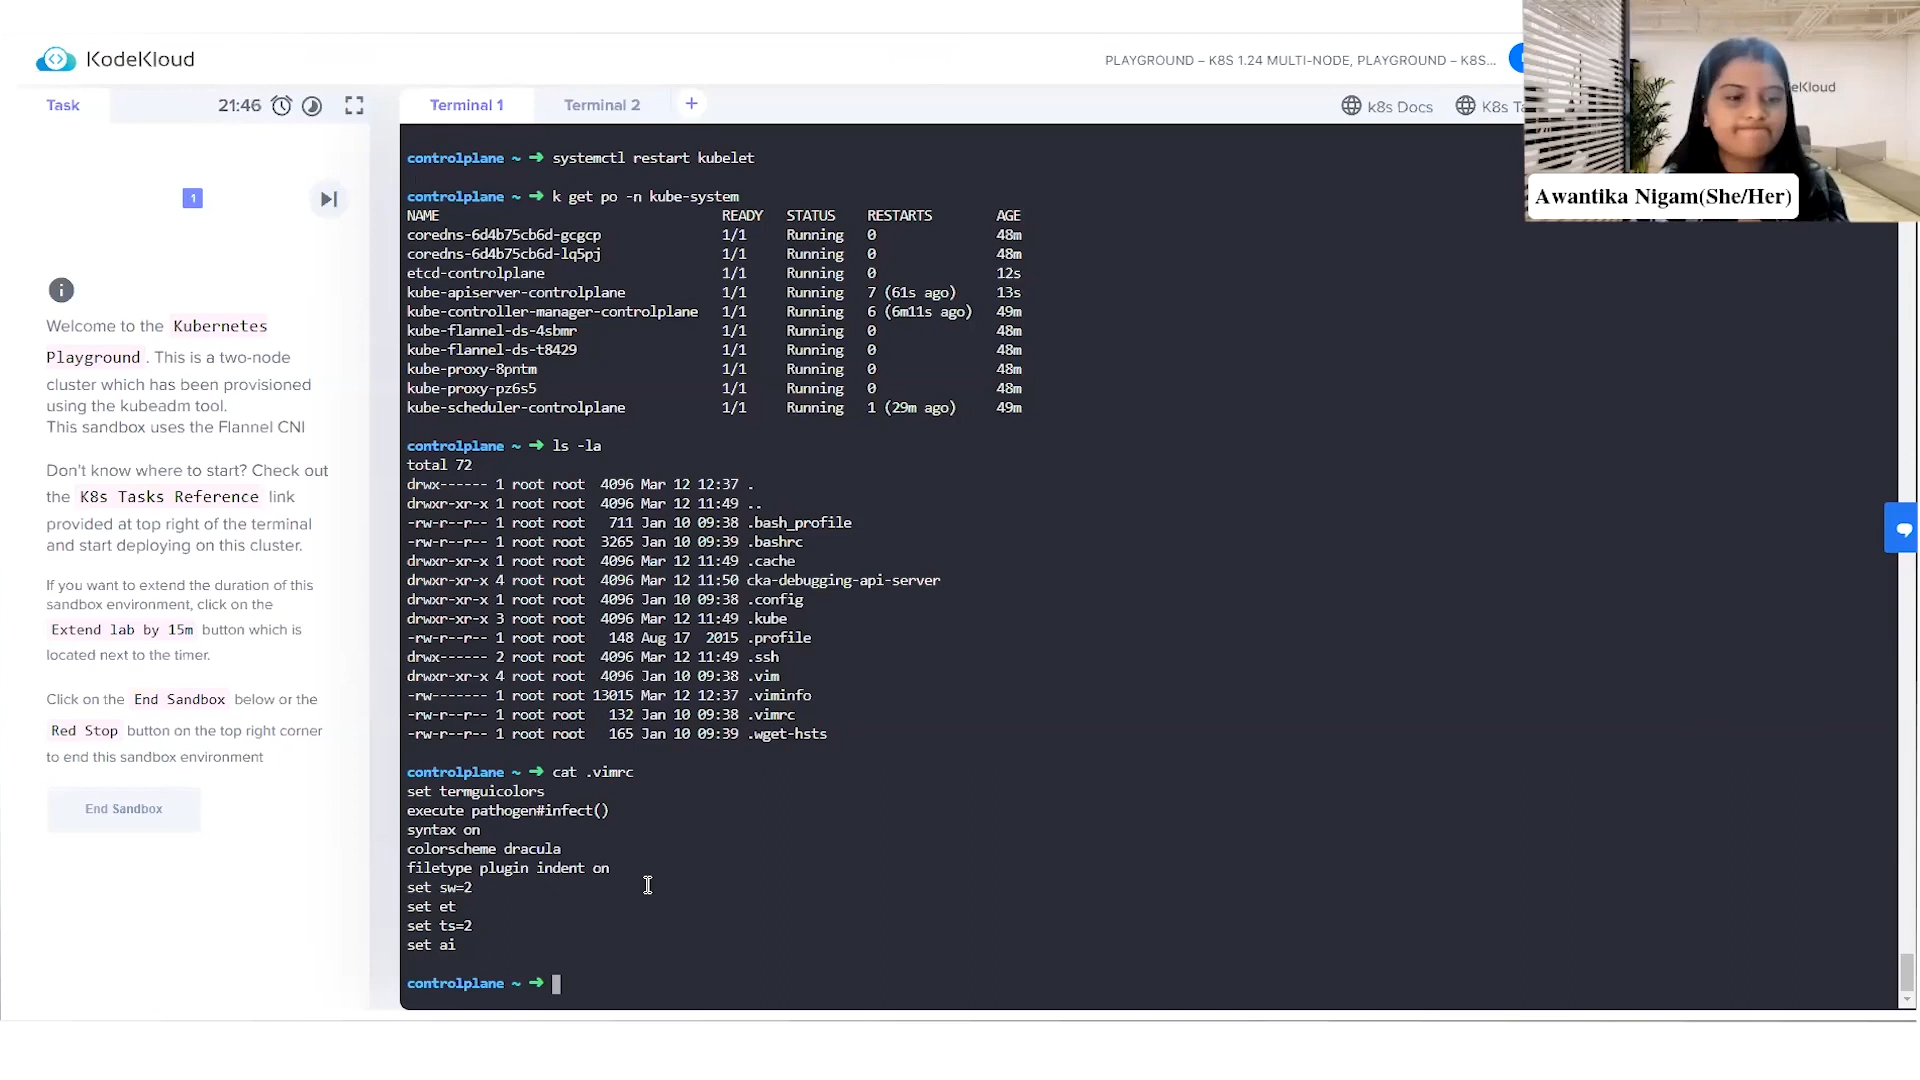 KodeKloud
PLAYGROUND – K8S 1.24 MULTI-NODE, PLAYGROUND – K8S...
eKloud
Awantika Nigam(She/Her)
Task
21:46
Terminal 1
Terminal 2
+
k8s Docs
K8s Ta
1
Welcome to the Kubernetes
Playground. This is a two-node
cluster which has been provisioned
using the kubeadm tool.
This sandbox uses the Flannel CNI
Don't know where to start? Check out
the K8s Tasks Reference link
provided at top right of the terminal
and start deploying on this cluster.
If you want to extend the duration of this
sandbox environment, click on the
Extend lab by 15m button which is
located next to the timer.
Click on the End Sandbox below or the
Red Stop button on the top right corner
to end this sandbox environment
End Sandbox
controlplane ~ ➜ systemctl restart kubelet
controlplane ~ ➜ k get po -n kube-system
NAME READY STATUS RESTARTS AGE
coredns-6d4b75cb6d-gcgcp 1/1 Running 0 48m
coredns-6d4b75cb6d-lq5pj 1/1 Running 0 48m
etcd-controlplane 1/1 Running 0 12s
kube-apiserver-controlplane 1/1 Running 7 (61s ago) 13s
kube-controller-manager-controlplane 1/1 Running 6 (6m11s ago) 49m
kube-flannel-ds-4sbmr 1/1 Running 0 48m
kube-flannel-ds-t8429 1/1 Running 0 48m
kube-proxy-8pntm 1/1 Running 0 48m
kube-proxy-pz6s5 1/1 Running 0 48m
kube-scheduler-controlplane 1/1 Running 1 (29m ago) 49m
controlplane ~ ➜ ls -la
total 72
drwx------ 1 root root 4096 Mar 12 12:37 .
drwxr-xr-x 1 root root 4096 Mar 12 11:49 ..
-rw-r--r-- 1 root root 711 Jan 10 09:38 .bash_profile
-rw-r--r-- 1 root root 3265 Jan 10 09:39 .bashrc
drwxr-xr-x 1 root root 4096 Mar 12 11:49 .cache
drwxr-xr-x 4 root root 4096 Mar 12 11:50 cka-debugging-api-server
drwxr-xr-x 1 root root 4096 Jan 10 09:38 .config
drwxr-xr-x 3 root root 4096 Mar 12 11:49 .kube
-rw-r--r-- 1 root root 148 Aug 17 2015 .profile
drwx------ 2 root root 4096 Mar 12 11:49 .ssh
drwxr-xr-x 4 root root 4096 Jan 10 09:38 .vim
-rw------- 1 root root 13015 Mar 12 12:37 .viminfo
-rw-r--r-- 1 root root 132 Jan 10 09:38 .vimrc
-rw-r--r-- 1 root root 165 Jan 10 09:39 .wget-hsts
controlplane ~ ➜ cat .vimrc
set termguicolors
execute pathogen#infect()
syntax on
colorscheme dracula
filetype plugin indent on
set sw=2
set et
set ts=2
set ai
controlplane ~ ➜